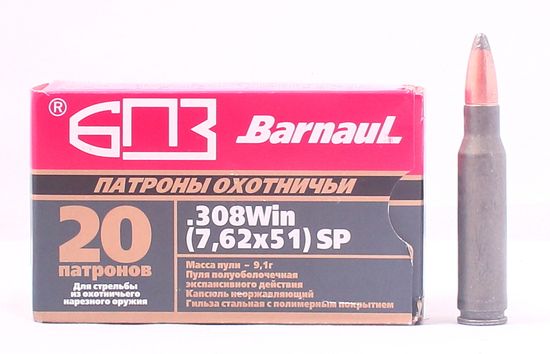 ® БПЗ Barnaul
ПАТРОНЫ ОХОТНИЧЬИ
20
патронов
Для стрельбы
из охотничьего
нарезного оружия
.308Win
(7,62x51) SP
Масса пули – 9,1г
Пуля полуоболочечная
экспансивного действия
Капсюль неоржавляющий
Гильза стальная с полимерным покрытием